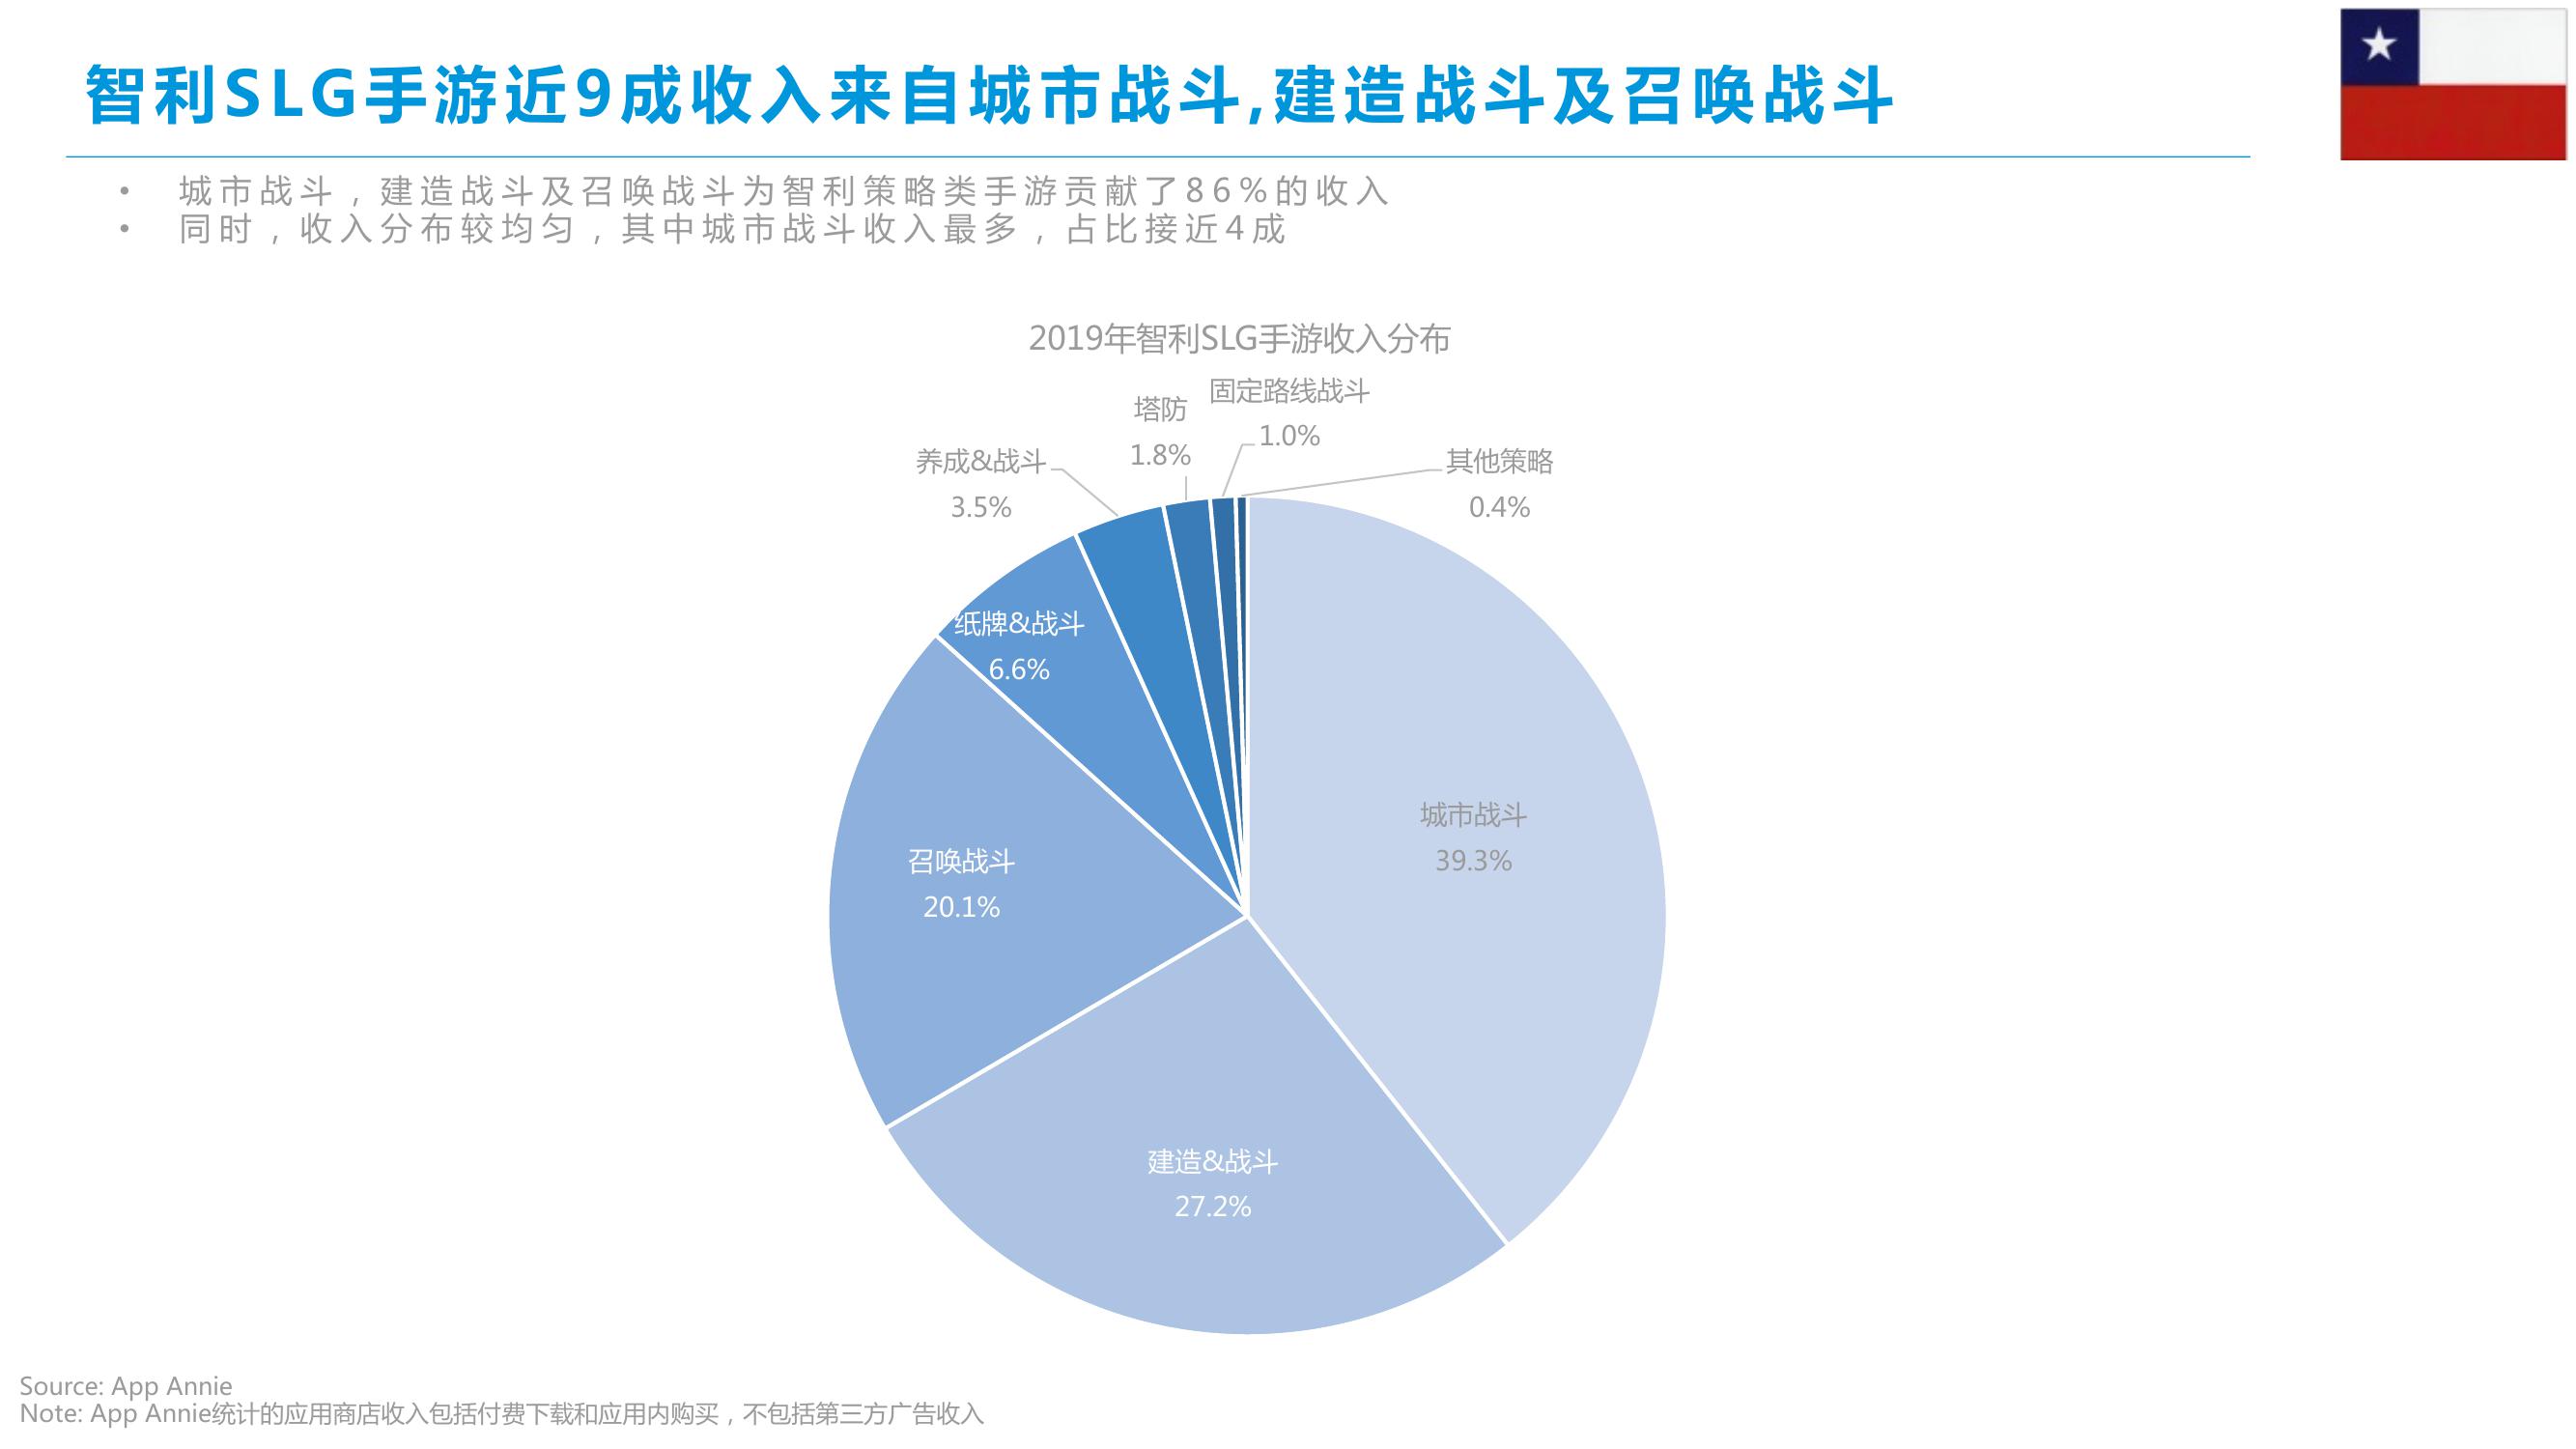 智利SLG手游近9成收入来自城市战斗,建造战斗及召唤战斗
• 城市战斗，建造战斗及召唤战斗为智利策略类手游贡献了86%的收入
• 同时，收入分布较均匀，其中城市战斗收入最多，占比接近4成
2019年智利SLG手游收入分布
固定路线战斗
1.0%
塔防
1.8%
养成&战斗
3.5%
其他策略
0.4%
纸牌&战斗
6.6%
城市战斗
39.3%
召唤战斗
20.1%
建造&战斗
27.2%
Source: App Annie
Note: App Annie统计的应用商店收入包括付费下载和应用内购买，不包括第三方广告收入